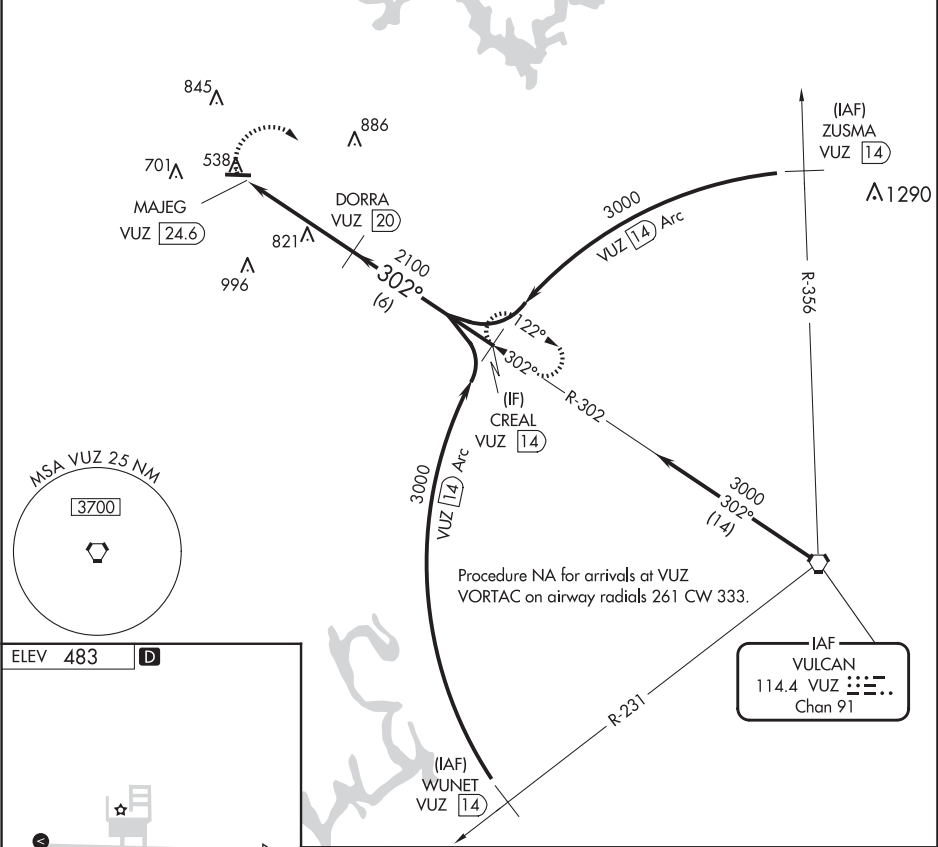 845
886
701
538
MAJEG
VUZ 24.6
DORRA
VUZ 20
821
996
2100
302°
(6)
(IAF)
ZUSMA
VUZ 14
1290
3000
VUZ 14 Arc
R-356
122°
302°
R-302
(IF)
CREAL
VUZ 14
3000
VUZ 14 Arc
3000
302°
(14)
MSA VUZ 25 NM
3700
Procedure NA for arrivals at VUZ
VORTAC on airway radials 261 CW 333.
IAF
VULCAN
114.4 VUZ
Chan 91
R-231
(IAF)
WUNET
VUZ 14
ELEV 483 D